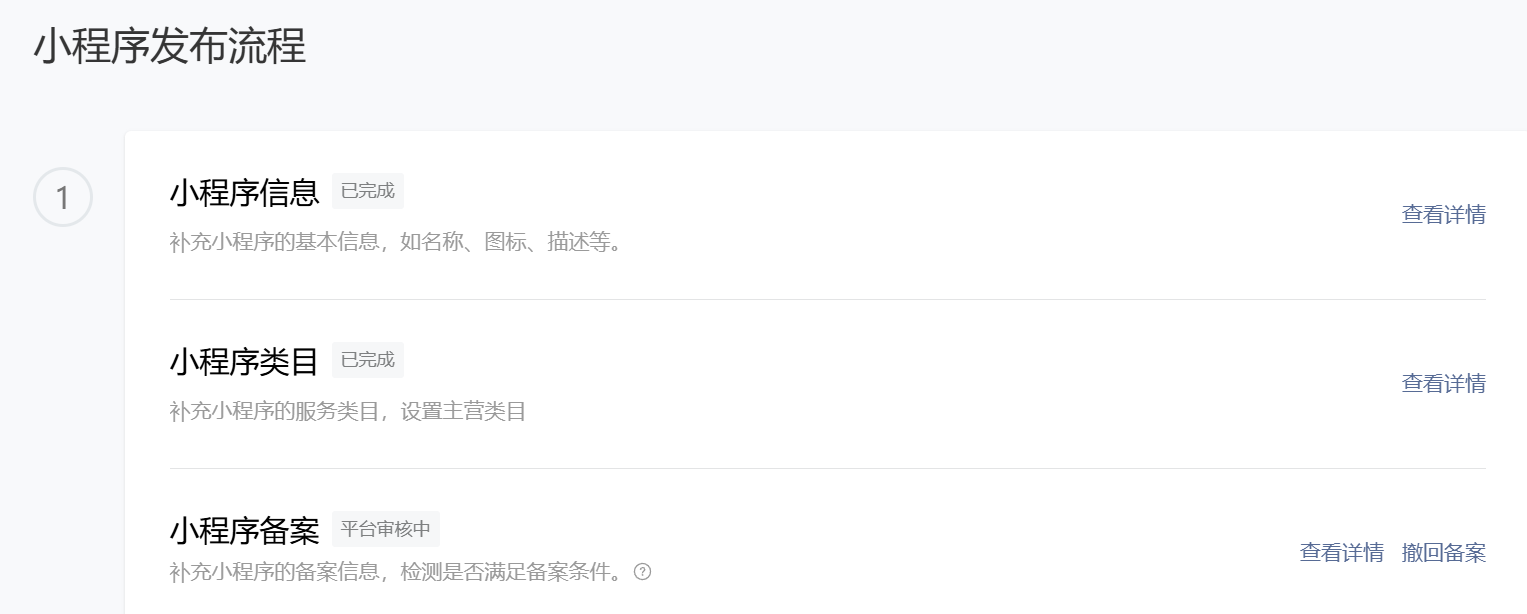 小程序发布流程
1
小程序信息 已完成
查看详情
补充小程序的基本信息，如名称、图标、描述等。
小程序类目 已完成
查看详情
补充小程序的服务类目，设置主营类目
小程序备案 平台审核中
查看详情 撤回备案
补充小程序的备案信息，检测是否满足备案条件。?